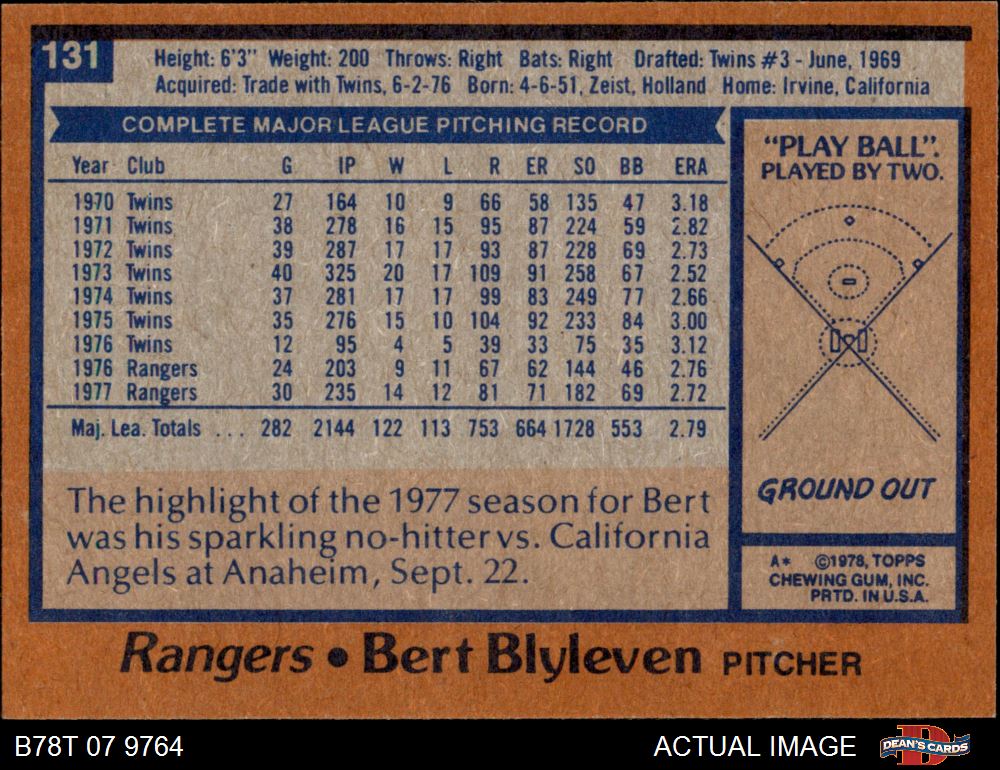 131
Height: 6'3" Weight: 200 Throws: Right Bats: Right Drafted: Twins #3 - June, 1969
Acquired: Trade with Twins, 6-2-76 Born: 4-6-51, Zeist, Holland Home: Irvine, California
COMPLETE MAJOR LEAGUE PITCHING RECORD
Year Club G IP W L R ER SO BB ERA
1970 Twins 27 164 10 9 66 58 135 47 3.18
1971 Twins 38 278 16 15 95 87 224 59 2.82
1972 Twins 39 287 17 17 93 87 228 69 2.73
1973 Twins 40 325 20 17 109 91 258 67 2.52
1974 Twins 37 281 17 17 99 83 249 77 2.66
1975 Twins 35 276 15 10 104 92 233 84 3.00
1976 Twins 12 95 4 5 39 33 75 35 3.12
1976 Rangers 24 203 9 11 67 62 144 46 2.76
1977 Rangers 30 235 14 12 81 71 182 69 2.72
Maj. Lea. Totals ... 282 2144 122 113 753 664 1728 553 2.79
The highlight of the 1977 season for Bert
was his sparkling no-hitter vs. California
Angels at Anaheim, Sept. 22.
"PLAY BALL".
PLAYED BY TWO.
GROUND OUT
A* ©1978, TOPPS
CHEWING GUM, INC.
PRTD. IN U.S.A.
Rangers • Bert Blyleven PITCHER
B78T 07 9764
ACTUAL IMAGE
D
DEAN'S CARDS